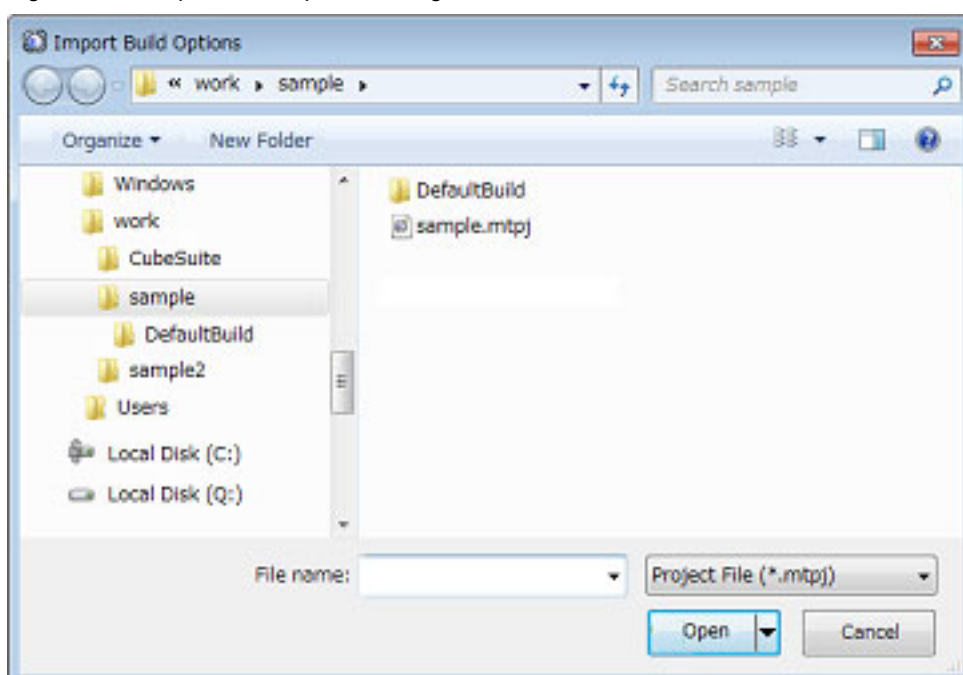 Import Build Options
« work ▸ sample ▸
Search sample
Organize ▾ New Folder
Windows
work
CubeSuite
sample
DefaultBuild
sample2
Users
Local Disk (C:)
Local Disk (Q:)
DefaultBuild
sample.mtpj
File name:
Project File (*.mtpj)
Open
Cancel